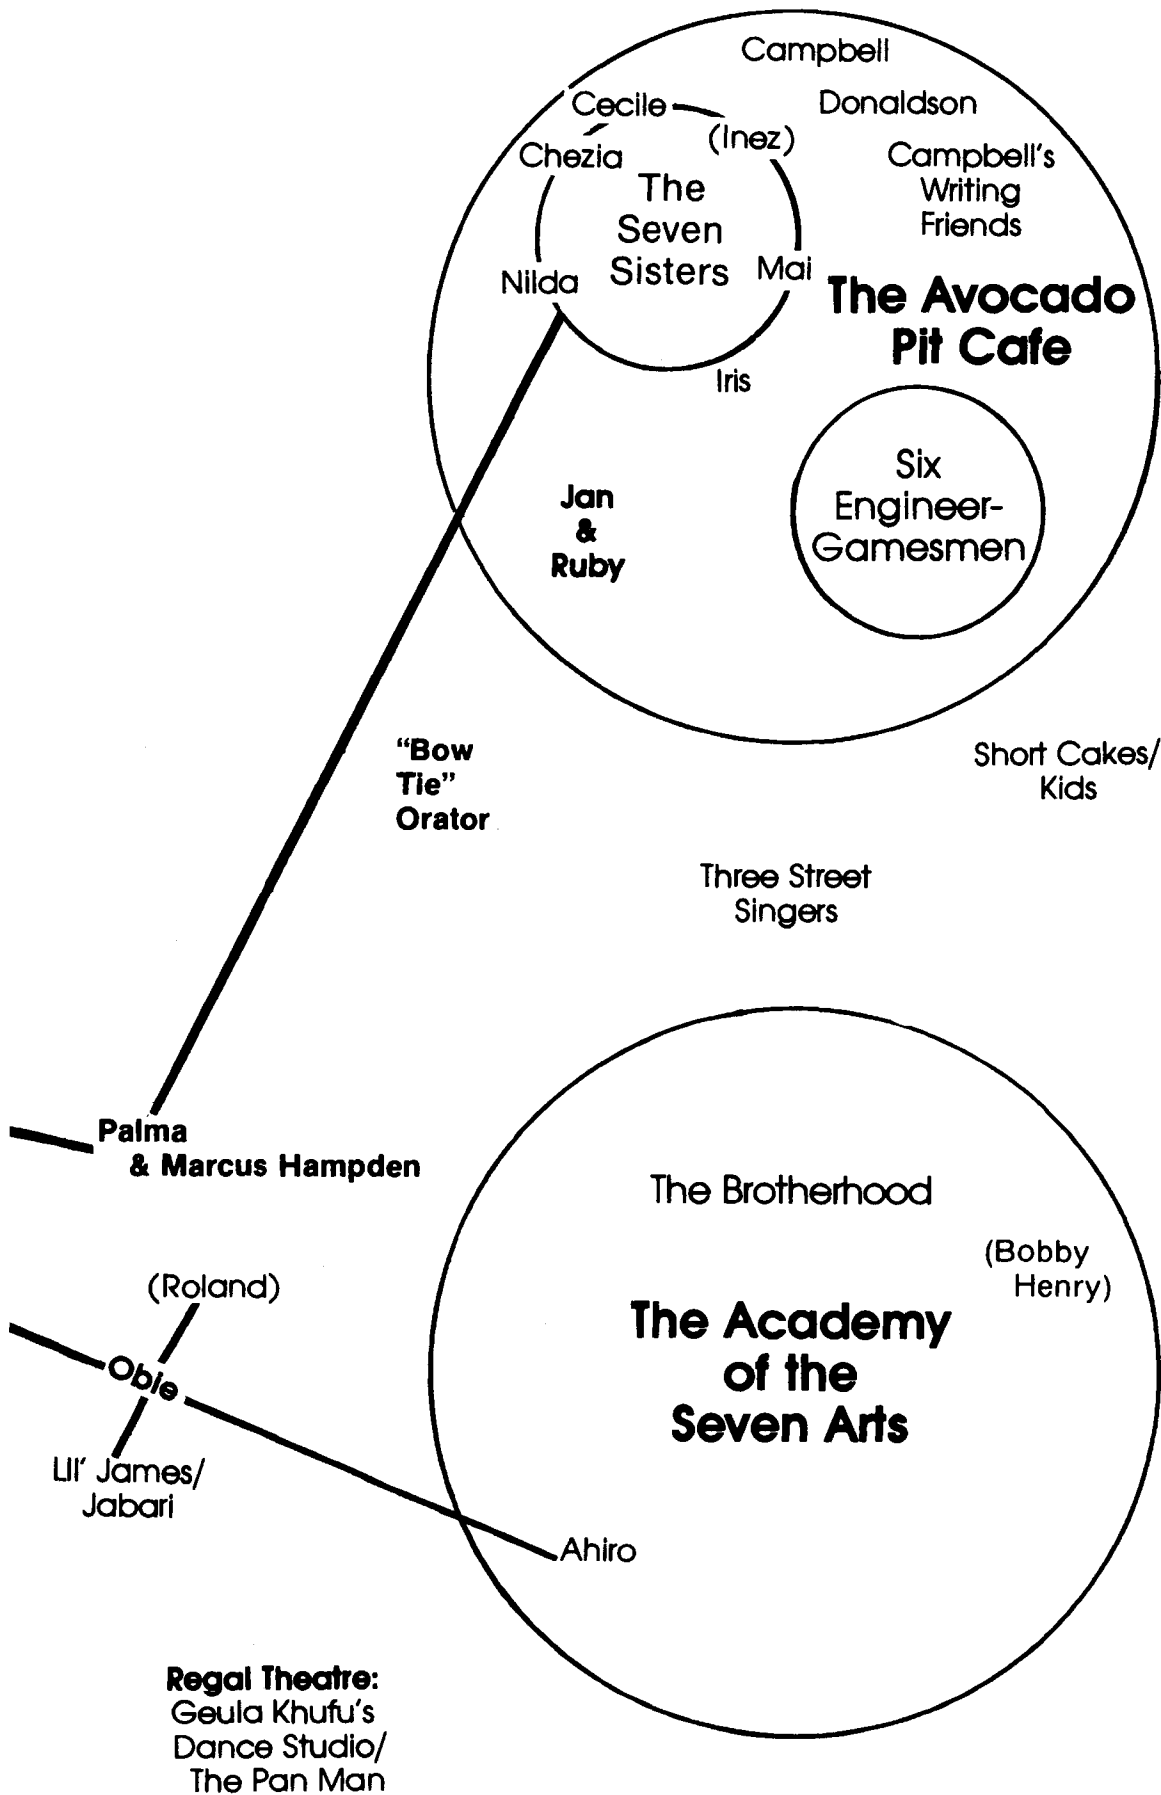 Campbell
Cecile
Donaldson
(Inez)
Chezia
Campbell's
Writing
Friends
The
Seven
Sisters
Nilda
Mai
The Avocado
Pit Cafe
Iris
Six
Engineer-
Gamesmen
Jan
&
Ruby
"Bow
Tie"
Orator
Short Cakes/
Kids
Three Street
Singers
Palma
& Marcus Hampden
The Brotherhood
(Bobby
Henry)
(Roland)
The Academy
of the
Seven Arts
Obie
Lil' James/
Jabari
Ahiro
Regal Theatre:
Geula Khufu's
Dance Studio/
The Pan Man